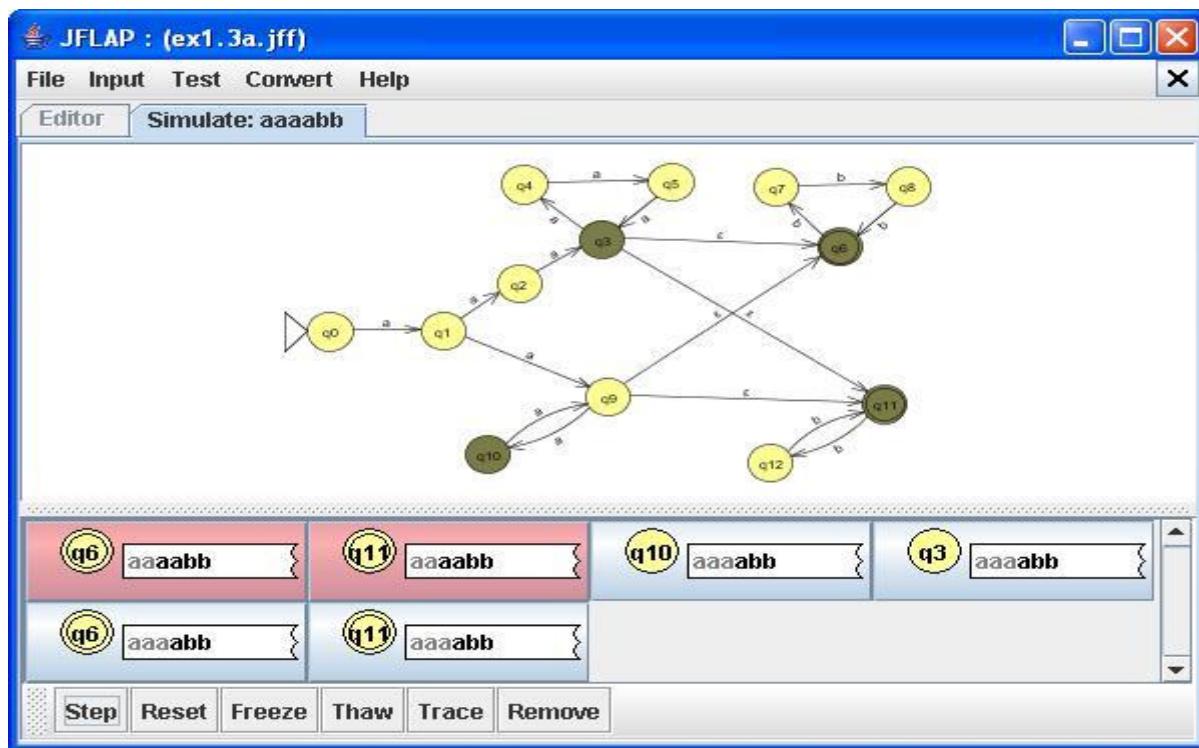 JFLAP : (ex1.3a.jff)
File Input Test Convert Help
Editor Simulate: aaaabb
q4 a q5 q7 b q8
a a b b
q3 ε q6
a
q2
a ε ε
q0 a q1
a
q9 ε q11
a a b b
q10 q12
q6 aaaabb q11 aaaabb q10 aaaabb q3 aaaabb
q6 aaaabb q11 aaaabb
Step Reset Freeze Thaw Trace Remove